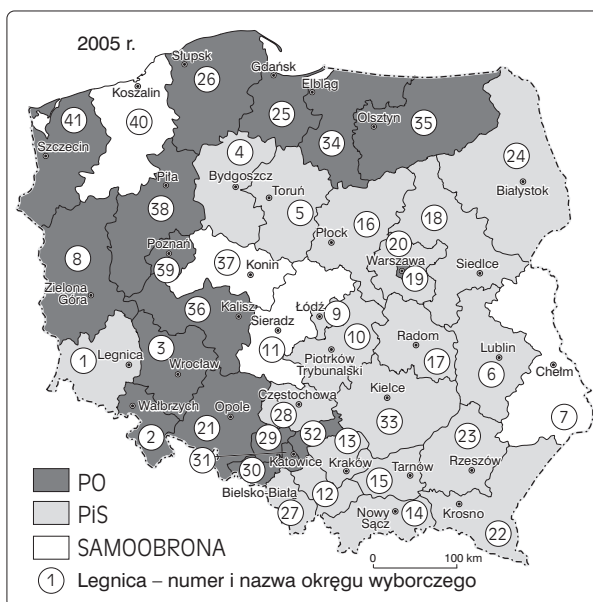 2005 r.
Słupsk
26
Gdańsk
Elbląg
Koszalin
40
41
25
34
Olsztyn
35
Szczecin
4
24
Piła
Bydgoszcz
Toruń
Białystok
38
5
16
18
Płock
8
Poznań
37
20
39
Konin
Warszawa
19
Siedlce
Zielona
Góra
36
Kalisz
Łódź
9
Sieradz
10
Radom
1
Legnica
3
11
Piotrków
Trybunalski
17
Lublin
6
Wrocław
Chełm
Częstochowa
Kielce
Wałbrzych
Opole
28
33
7
2
21
29
32
13
23
31
Katowice
Kraków
Tarnów
Rzeszów
30
15
Bielsko-Biała
12
Nowy
Sącz
14
Krosno
27
22
PO
PiS
SAMOOBRONA
0 100 km
1 Legnica – numer i nazwa okręgu wyborczego